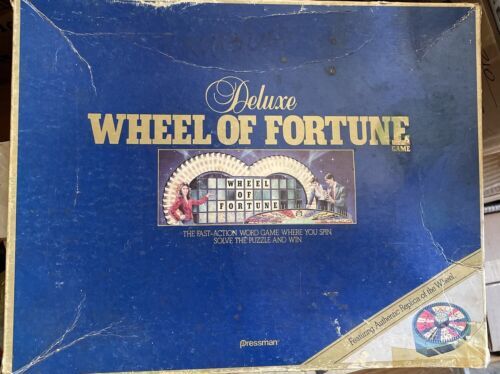 Deluxe
WHEEL OF FORTUNE
GAME
WHEEL
OF
FORTUNE
THE FAST-ACTION WORD GAME WHERE YOU SPIN,
SOLVE THE PUZZLE AND WIN.
Featuring Authentic Replica of the Wheel
Pressman